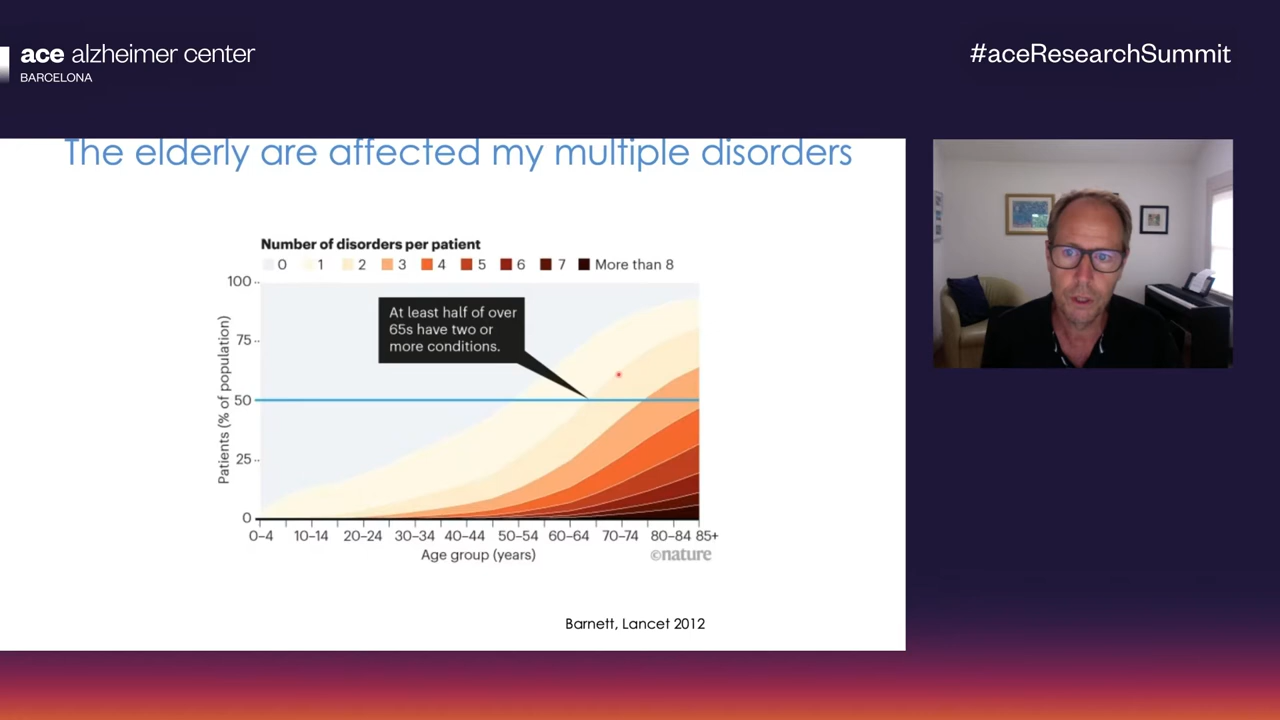 ace alzheimer center
BARCELONA
#aceResearchSummit
The elderly are affected my multiple disorders
Number of disorders per patient
0 1 2 3 4 5 6 7 More than 8
Patients (% of population)
100
75
50
25
0
At least half of over
65s have two or
more conditions.
0–4 10–14 20–24 30–34 40–44 50–54 60–64 70–74 80–84 85+
Age group (years)
©nature
Barnett, Lancet 2012